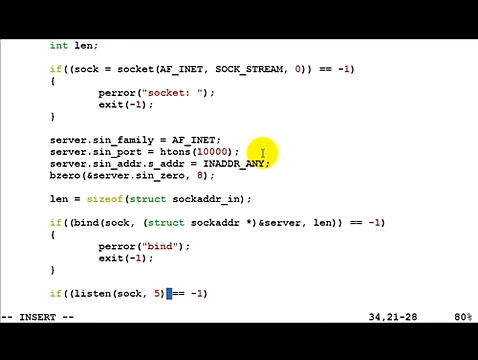 int len;
if((sock = socket(AF_INET, SOCK_STREAM, 0)) == -1)
{
perror("socket: ");
exit(-1);
}
server.sin_family = AF_INET;
server.sin_port = htons(10000);
server.sin_addr.s_addr = INADDR_ANY;
bzero(&server.sin_zero, 8);
len = sizeof(struct sockaddr_in);
if((bind(sock, (struct sockaddr *)&server, len)) == -1)
{
perror("bind");
exit(-1);
}
if((listen(sock, 5) == -1)
-- INSERT -- 34,21-28 80%